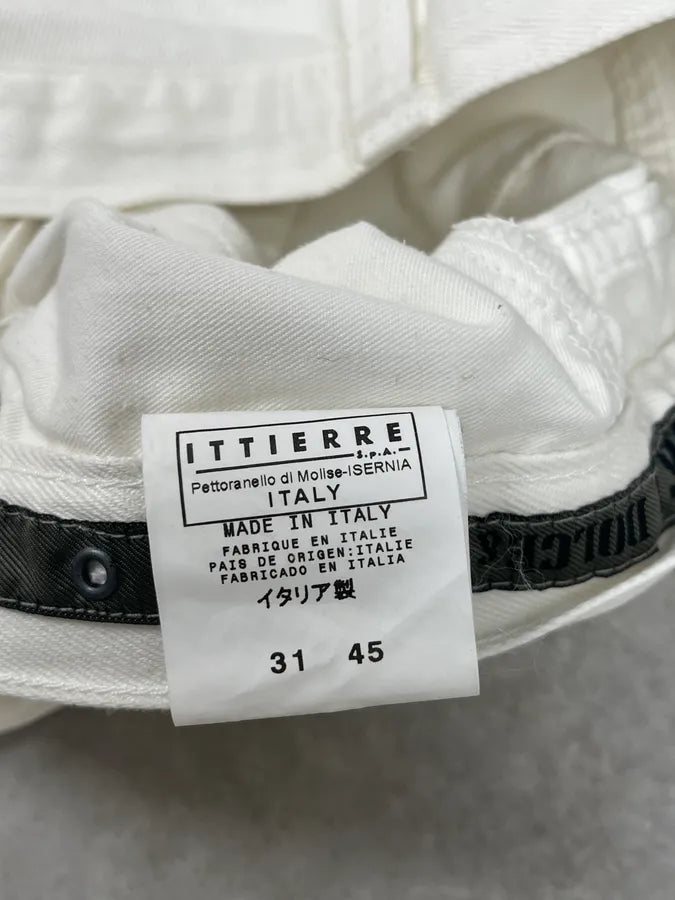 ITTIERRE
S.p.A.
Pettoranello di Molise-ISERNIA
ITALY
MADE IN ITALY
FABRIQUE EN ITALIE
PAIS DE ORIGEN:ITALIE
FABRICADO EN ITALIA
イタリア製
31 45
DOLCE&